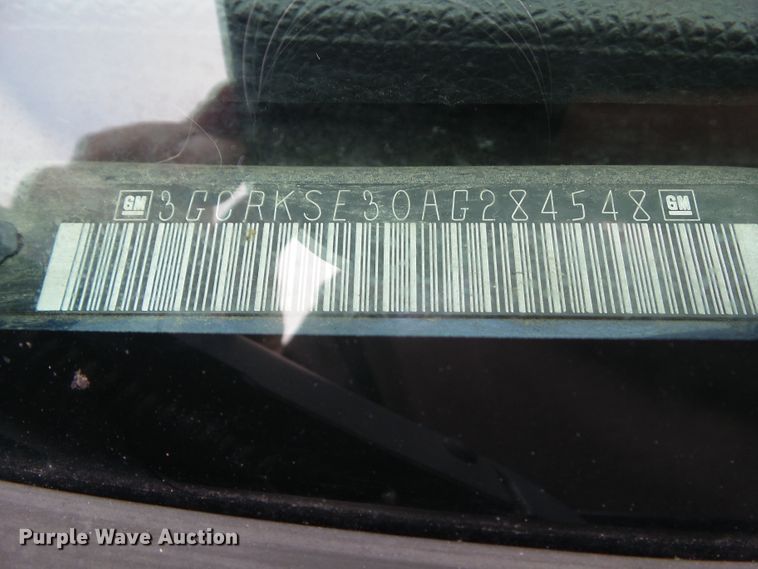 GM 3GCRKSE30AG284548 GM
Purple Wave Auction